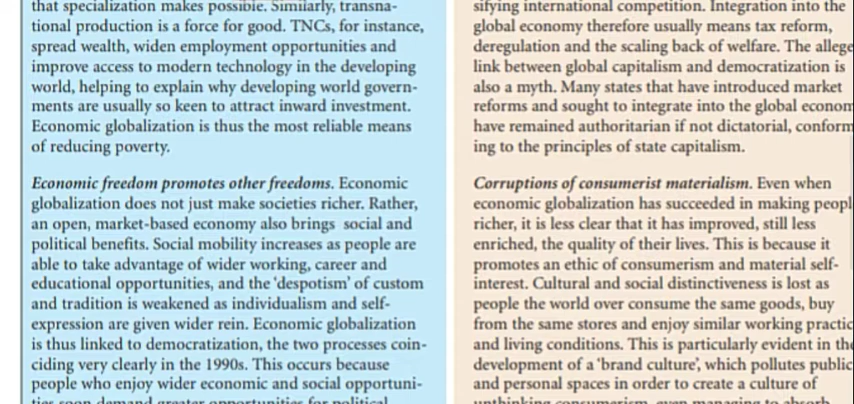 that specialization makes possible. Similarly, transna-
tional production is a force for good. TNCs, for instance,
spread wealth, widen employment opportunities and
improve access to modern technology in the developing
world, helping to explain why developing world govern-
ments are usually so keen to attract inward investment.
Economic globalization is thus the most reliable means
of reducing poverty.
Economic freedom promotes other freedoms. Economic
globalization does not just make societies richer. Rather,
an open, market-based economy also brings social and
political benefits. Social mobility increases as people are
able to take advantage of wider working, career and
educational opportunities, and the 'despotism' of custom
and tradition is weakened as individualism and self-
expression are given wider rein. Economic globalization
is thus linked to democratization, the two processes coin-
ciding very clearly in the 1990s. This occurs because
people who enjoy wider economic and social opportuni-
ties soon demand greater opportunities for political
sifying international competition. Integration into the
global economy therefore usually means tax reform,
deregulation and the scaling back of welfare. The allege
link between global capitalism and democratization is
also a myth. Many states that have introduced market
reforms and sought to integrate into the global econom
have remained authoritarian if not dictatorial, conform
ing to the principles of state capitalism.
Corruptions of consumerist materialism. Even when
economic globalization has succeeded in making peopl
richer, it is less clear that it has improved, still less
enriched, the quality of their lives. This is because it
promotes an ethic of consumerism and material self-
interest. Cultural and social distinctiveness is lost as
people the world over consume the same goods, buy
from the same stores and enjoy similar working practic
and living conditions. This is particularly evident in the
development of a 'brand culture', which pollutes public
and personal spaces in order to create a culture of
unthinking consumerism, even managing to absorb